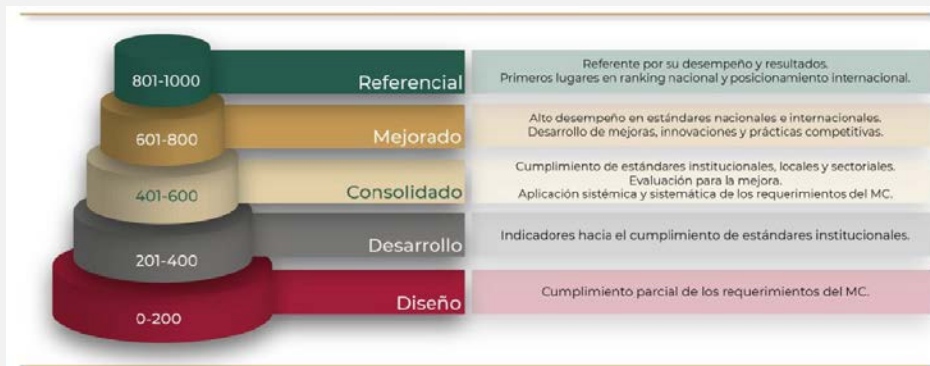 801-1000
Referencial
Referente por su desempeño y resultados.
Primeros lugares en ranking nacional y posicionamiento internacional.
601-800
Mejorado
Alto desempeño en estándares nacionales e internacionales.
Desarrollo de mejoras, innovaciones y prácticas competitivas.
401-600
Consolidado
Cumplimiento de estándares institucionales, locales y sectoriales.
Evaluación para la mejora.
Aplicación sistémica y sistemática de los requerimientos del MC.
201-400
Desarrollo
Indicadores hacia el cumplimiento de estándares institucionales.
0-200
Diseño
Cumplimiento parcial de los requerimientos del MC.